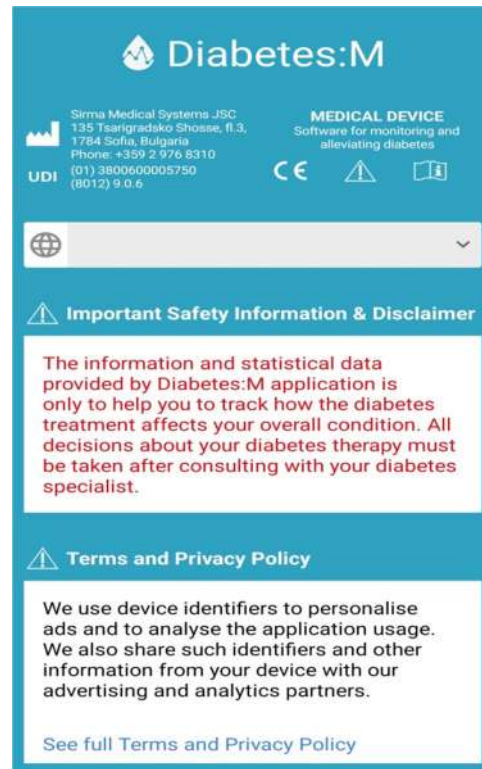 Diabetes:M
Sirma Medical Systems JSC
135 Tsarigradsko Shosse, fl.3,
1784 Sofia, Bulgaria
Phone: +359 2 976 8310
UDI (01) 3800600005750
(8012) 9.0.6
MEDICAL DEVICE
Software for monitoring and
alleviating diabetes
CE
Important Safety Information & Disclaimer
The information and statistical data
provided by Diabetes:M application is
only to help you to track how the diabetes
treatment affects your overall condition. All
decisions about your diabetes therapy must
be taken after consulting with your diabetes
specialist.
Terms and Privacy Policy
We use device identifiers to personalise
ads and to analyse the application usage.
We also share such identifiers and other
information from your device with our
advertising and analytics partners.
See full Terms and Privacy Policy